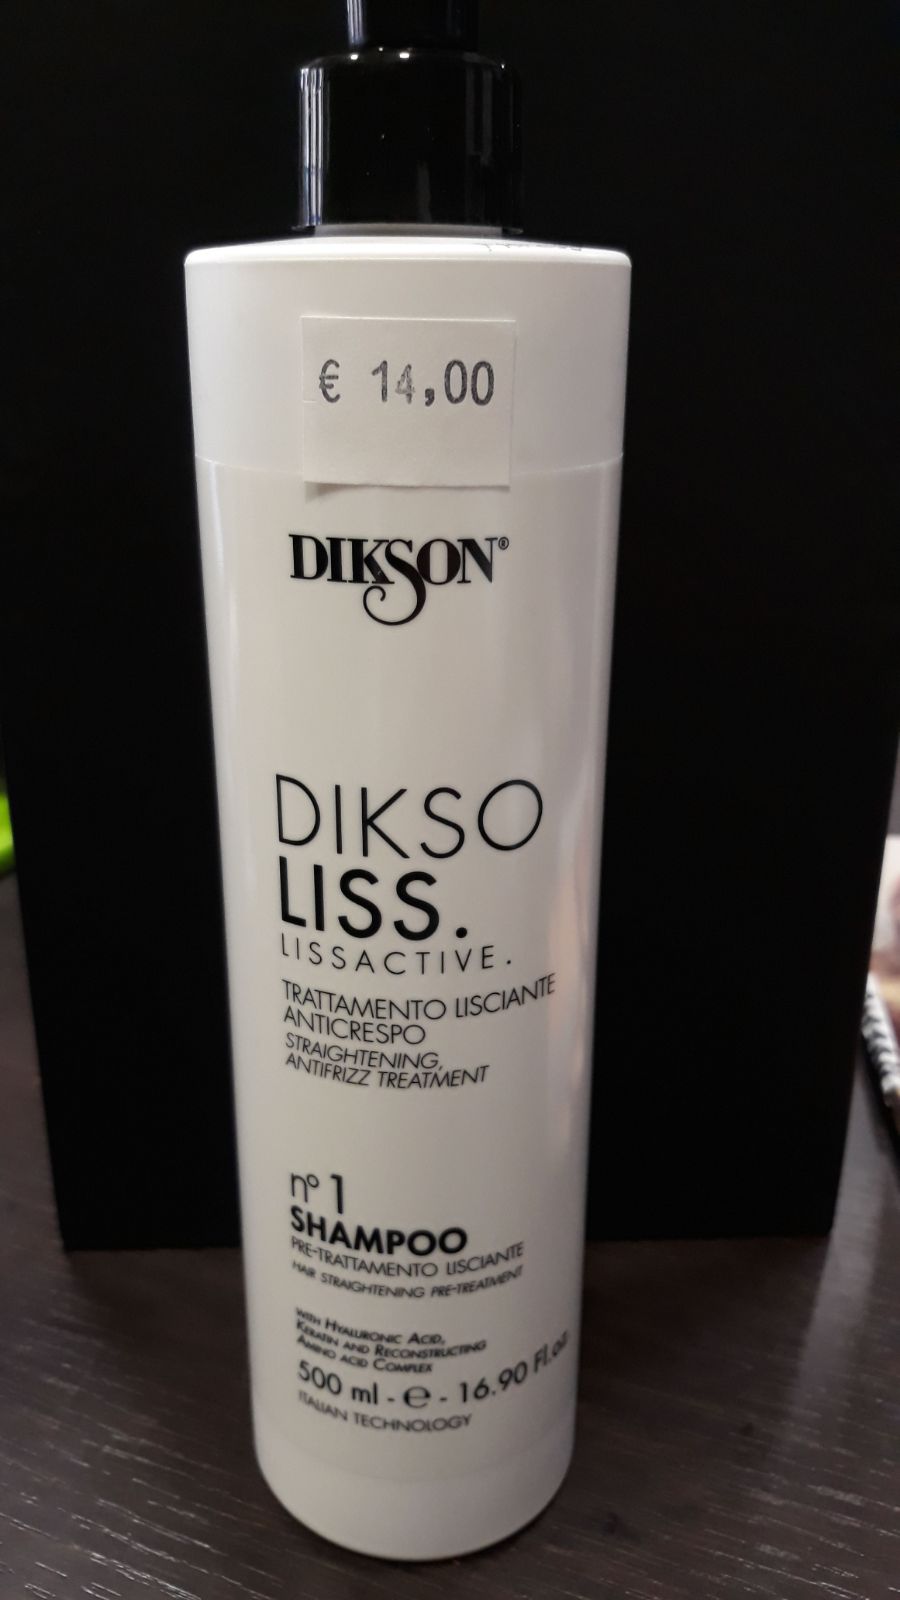 € 14,00
DIKSON®
DIKSO
LISS.
LISSACTIVE.
TRATTAMENTO LISCIANTE
ANTICRESPO
STRAIGHTENING,
ANTIFRIZZ TREATMENT
n° 1
SHAMPOO
PRE-TRATTAMENTO LISCIANTE
HAIR STRAIGHTENING PRE-TREATMENT
WITH HYALURONIC ACID,
KERATIN AND RECONSTRUCTING
AMINO ACID COMPLEX
500 ml - e - 16.90 Fl.oz
ITALIAN TECHNOLOGY